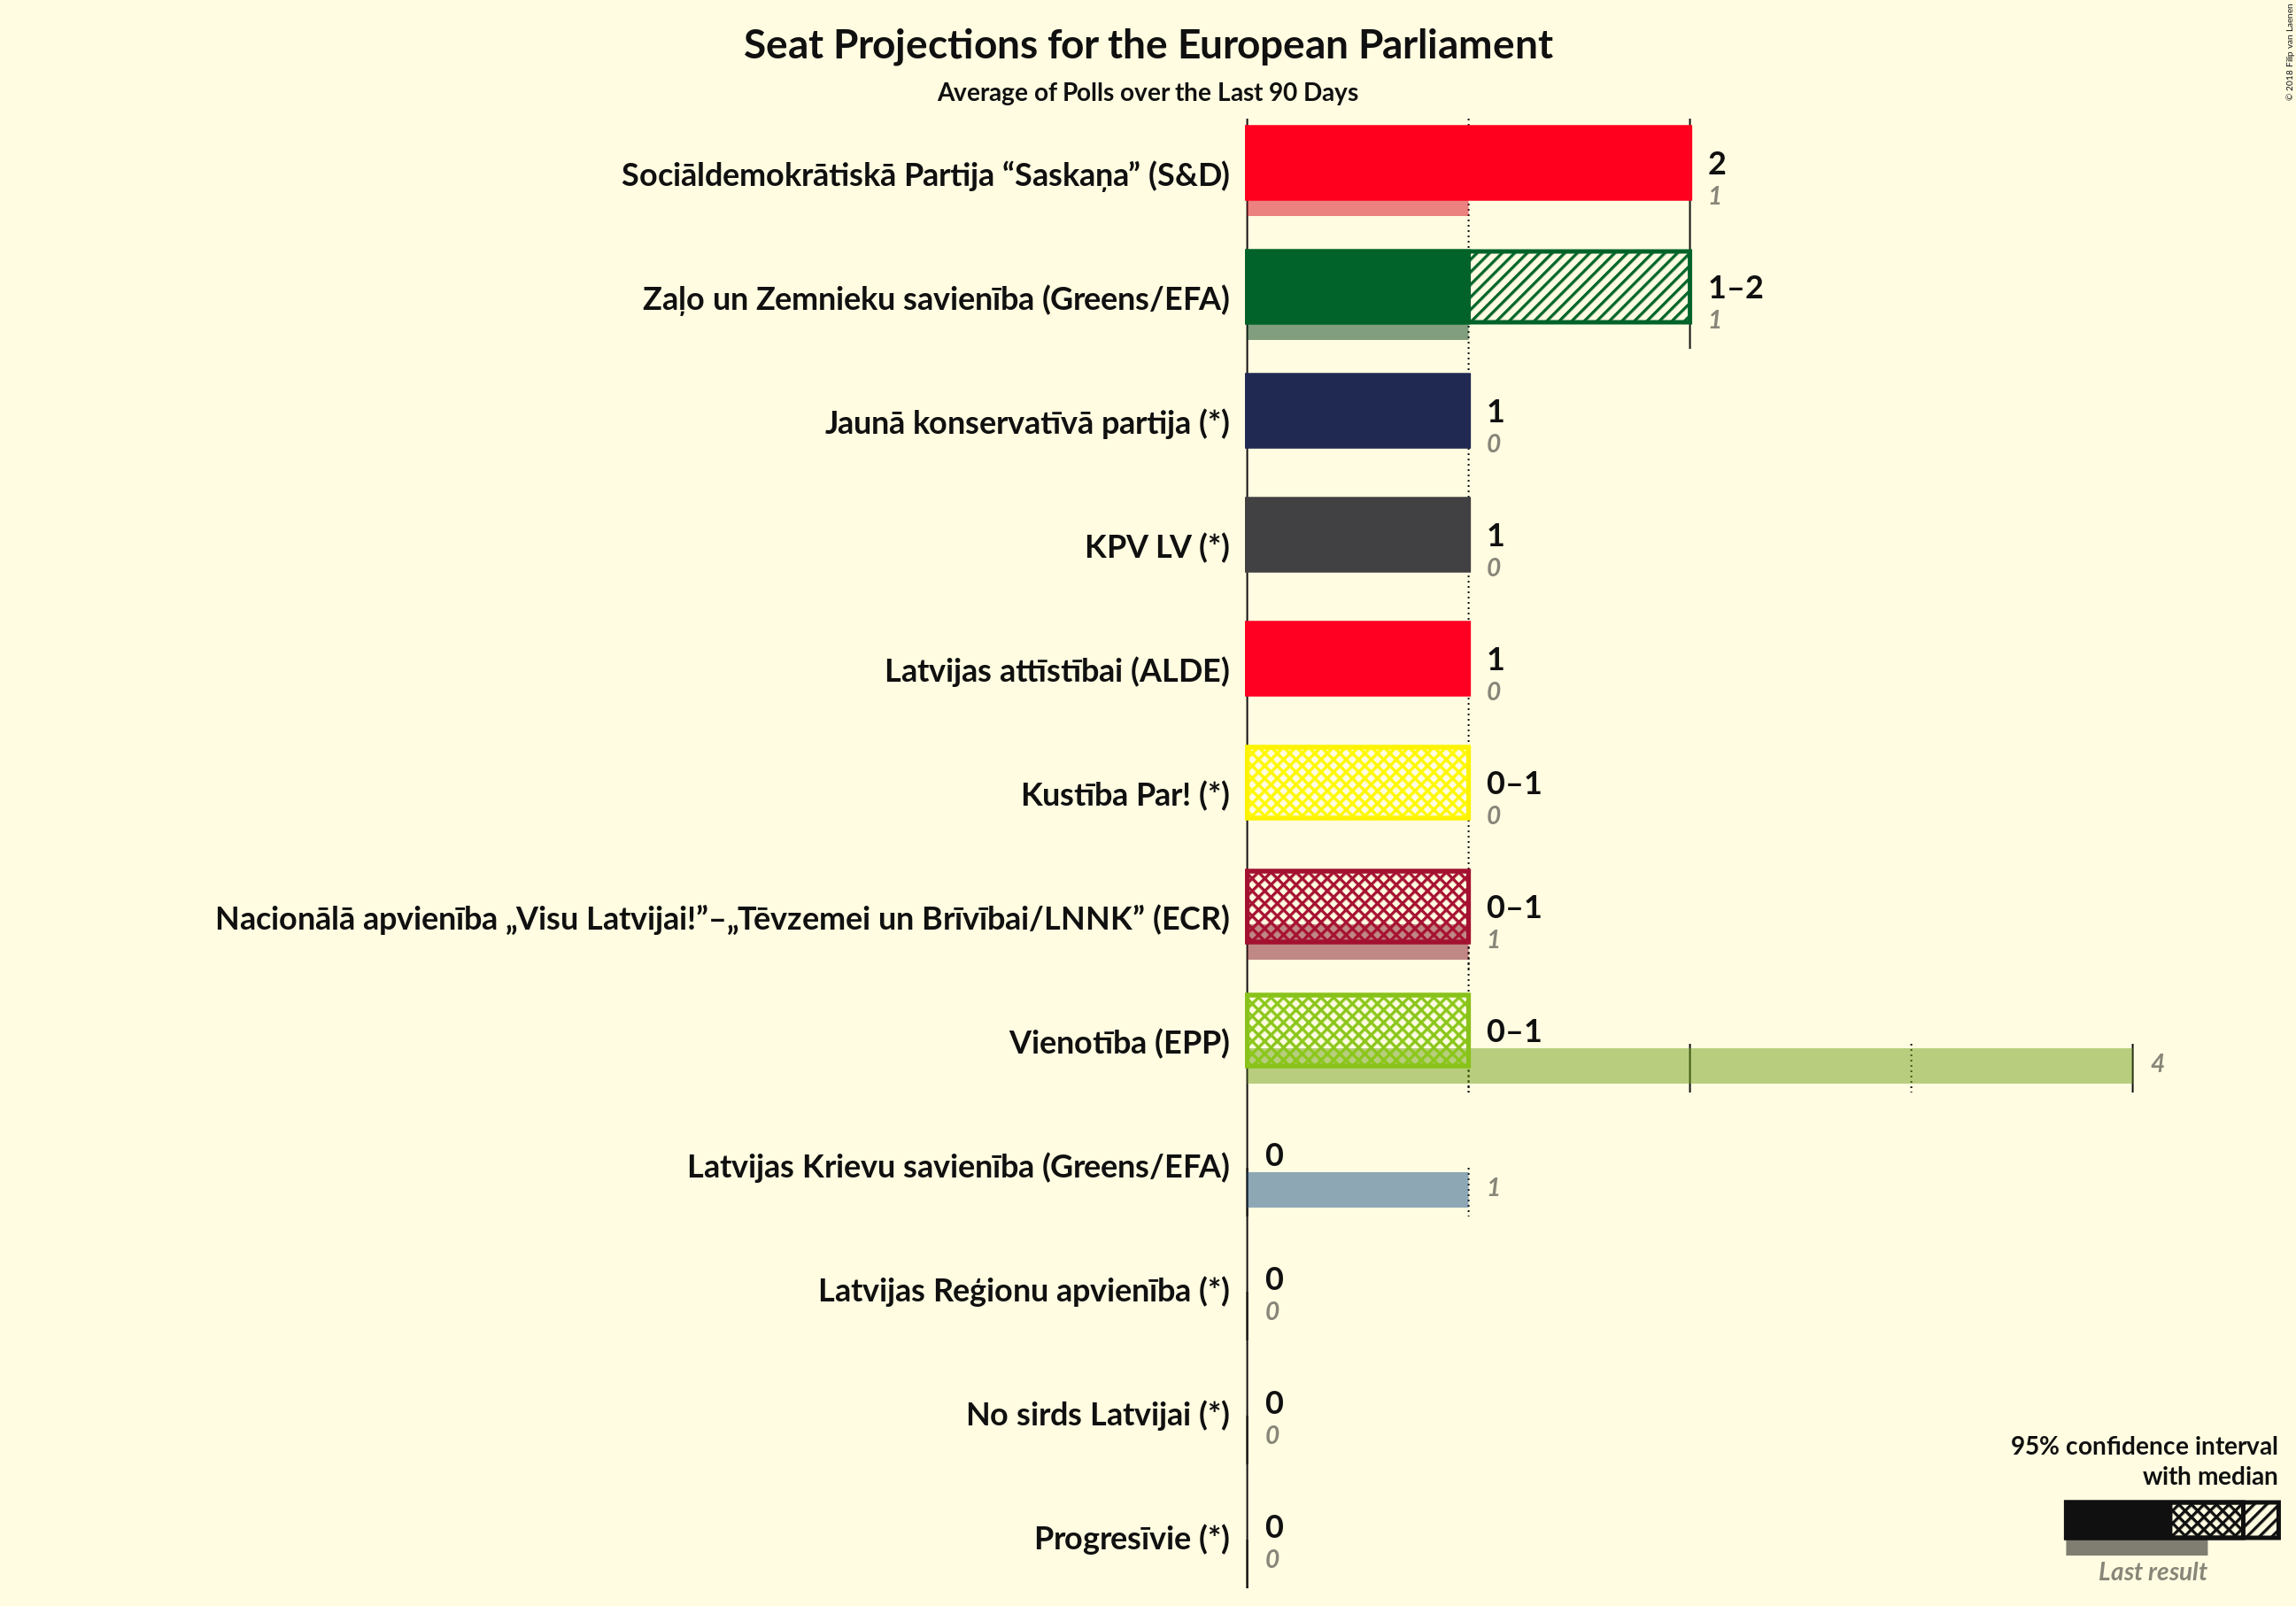 Seat Projections for the European Parliament
Average of Polls over the Last 90 Days
© 2018 Filip van Laenen
Sociāldemokrātiskā Partija “Saskaņa” (S&D)
2
1
Zaļo un Zemnieku savienība (Greens/EFA)
1–2
1
Jaunā konservatīvā partija (*)
1
0
KPV LV (*)
1
0
Latvijas attīstībai (ALDE)
1
0
Kustība Par! (*)
0–1
0
Nacionālā apvienība „Visu Latvijai!”–„Tēvzemei un Brīvībai/LNNK” (ECR)
0–1
1
Vienotība (EPP)
0–1
4
Latvijas Krievu savienība (Greens/EFA)
0
1
Latvijas Reģionu apvienība (*)
0
0
No sirds Latvijai (*)
0
0
Progresīvie (*)
0
0
95% confidence interval
with median
Last result